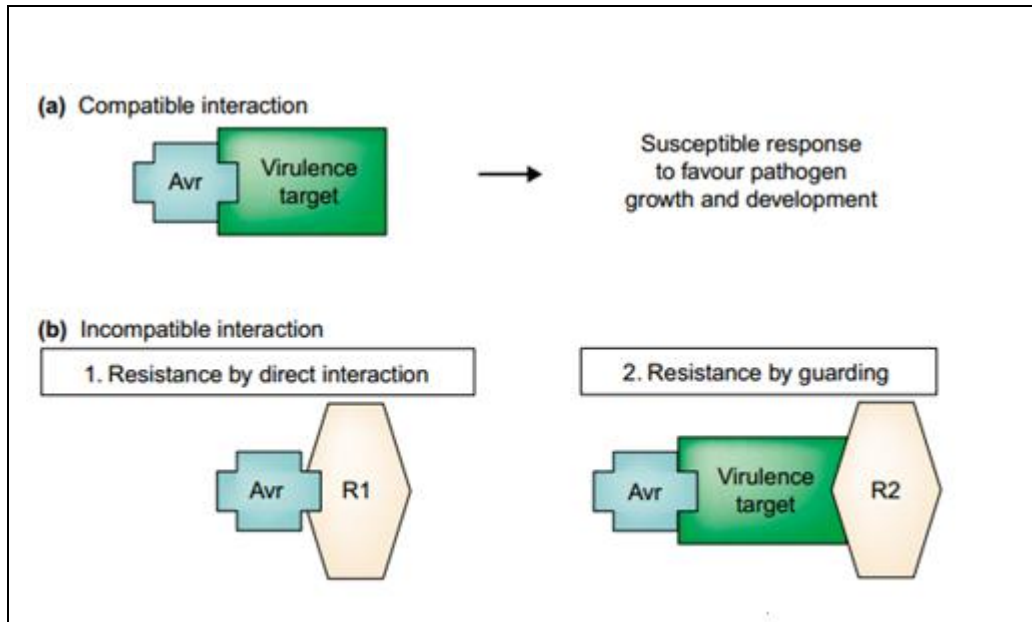 (a) Compatible interaction
Avr
Virulence
target
Susceptible response
to favour pathogen
growth and development
(b) Incompatible interaction
1. Resistance by direct interaction
2. Resistance by guarding
Avr
R1
Avr
Virulence
target
R2